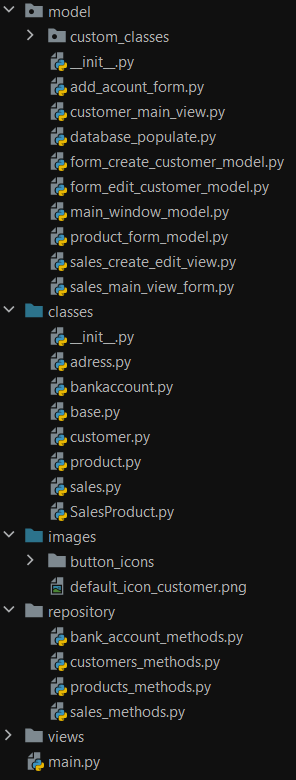 model
custom_classes
__init__.py
add_acount_form.py
customer_main_view.py
database_populate.py
form_create_customer_model.py
form_edit_customer_model.py
main_window_model.py
product_form_model.py
sales_create_edit_view.py
sales_main_view_form.py
classes
__init__.py
adress.py
bankaccount.py
base.py
customer.py
product.py
sales.py
SalesProduct.py
images
button_icons
default_icon_customer.png
repository
bank_account_methods.py
customers_methods.py
products_methods.py
sales_methods.py
views
main.py